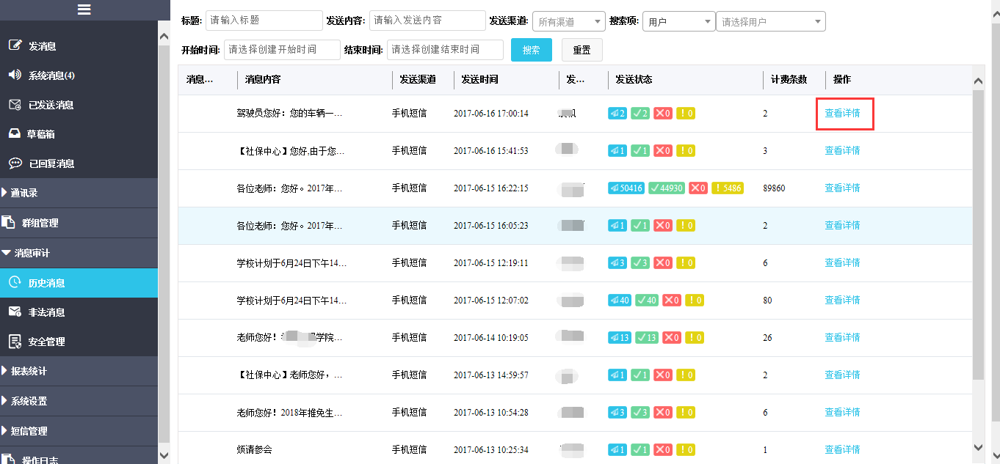 标题: 请输入标题 发送内容: 请输入发送内容 发送渠道: 所有渠道 搜索项: 用户 请选择用户
开始时间: 请选择创建开始时间 结束时间: 请选择创建结束时间 搜索 重置
发消息
系统消息(4)
已发送消息
草稿箱
已回复消息
通讯录
群组管理
消息审计
历史消息
非法消息
安全管理
报表统计
系统设置
短信管理
操作日志
消息... 消息内容 发送渠道 发送时间 发... 发送状态 计费条数 操作
驾驶员您好：您的车辆一... 手机短信 2017-06-16 17:00:14 2 2 0 0 2 查看详情
【社保中心】您好,由于您... 手机短信 2017-06-16 15:41:53 1 1 0 0 3 查看详情
各位老师：您好。2017年... 手机短信 2017-06-15 16:22:15 50416 44930 0 5486 89860 查看详情
各位老师：您好。2017年... 手机短信 2017-06-15 16:05:23 1 1 0 0 2 查看详情
学校计划于6月24日下午14... 手机短信 2017-06-15 12:19:11 3 3 0 0 6 查看详情
学校计划于6月24日下午14... 手机短信 2017-06-15 12:07:02 40 40 0 0 80 查看详情
老师您好！ 学院... 手机短信 2017-06-14 10:19:05 13 13 0 0 26 查看详情
【社保中心】老师您好，... 手机短信 2017-06-13 14:59:57 1 1 0 0 2 查看详情
老师您好！2018年推免生... 手机短信 2017-06-13 10:54:28 3 3 0 0 6 查看详情
烦请参会 手机短信 2017-06-13 10:25:34 1 1 0 0 1 查看详情